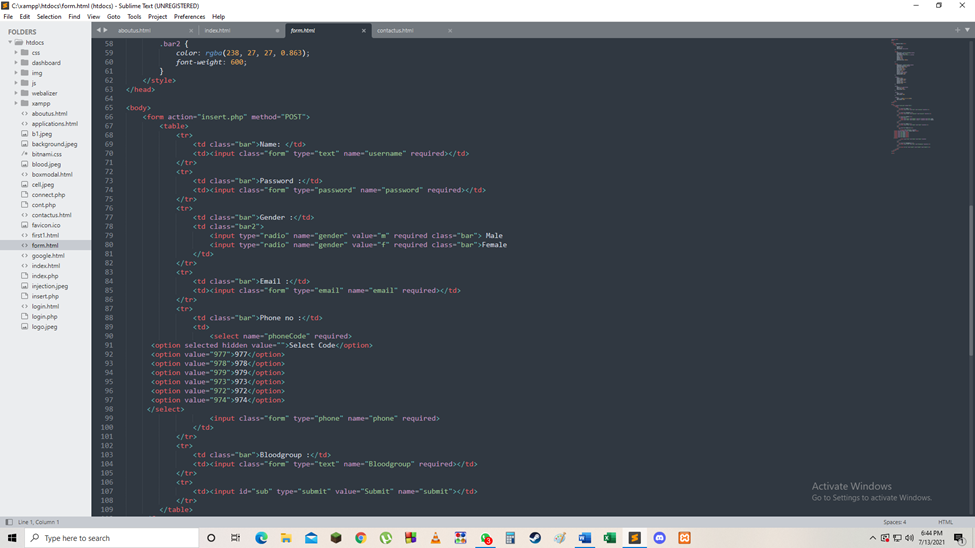 C:\xampp\htdocs\form.html (htdocs) - Sublime Text (UNREGISTERED)
File Edit Selection Find View Goto Tools Project Preferences Help
FOLDERS
htdocs
css
dashboard
img
js
webalizer
xampp
aboutus.html
applications.html
b1.jpeg
background.jpeg
bitnami.css
blood.jpeg
boxmodal.html
cell.jpeg
connect.php
cont.php
contactus.html
favicon.ico
first1.html
form.html
google.html
index.html
index.php
injection.jpeg
insert.php
login.html
login.php
logo.jpeg
aboutus.html index.html form.html contactus.html
58 .bar2 {
59 color: rgba(238, 27, 27, 0.863);
60 font-weight: 600;
61 }
62 </style>
63 </head>
64
65 <body>
66 <form action="insert.php" method="POST">
67 <table>
68 <tr>
69 <td class="bar">Name: </td>
70 <td><input class="form" type="text" name="username" required></td>
71 </tr>
72 <tr>
73 <td class="bar">Password :</td>
74 <td><input class="form" type="password" name="password" required></td>
75 </tr>
76 <tr>
77 <td class="bar">Gender :</td>
78 <td class="bar2">
79 <input type="radio" name="gender" value="m" required class="bar"> Male
80 <input type="radio" name="gender" value="f" required class="bar">Female
81 </td>
82 </tr>
83 <tr>
84 <td class="bar">Email :</td>
85 <td><input class="form" type="email" name="email" required></td>
86 </tr>
87 <tr>
88 <td class="bar">Phone no :</td>
89 <td>
90 <select name="phoneCode" required>
91 <option selected hidden value="">Select Code</option>
92 <option value="977">977</option>
93 <option value="978">978</option>
94 <option value="979">979</option>
95 <option value="973">973</option>
96 <option value="972">972</option>
97 <option value="974">974</option>
98 </select>
99 <input class="form" type="phone" name="phone" required>
100 </td>
101 </tr>
102 <tr>
103 <td class="bar">Bloodgroup :</td>
104 <td><input class="form" type="text" name="Bloodgroup" required></td>
105 </tr>
106 <tr>
107 <td><input id="sub" type="submit" value="Submit" name="submit"></td>
108 </tr>
109 </table>
Activate Windows
Go to Settings to activate Windows.
Line 1, Column 1 Spaces: 4 HTML
Type here to search
6:44 PM
7/13/2021